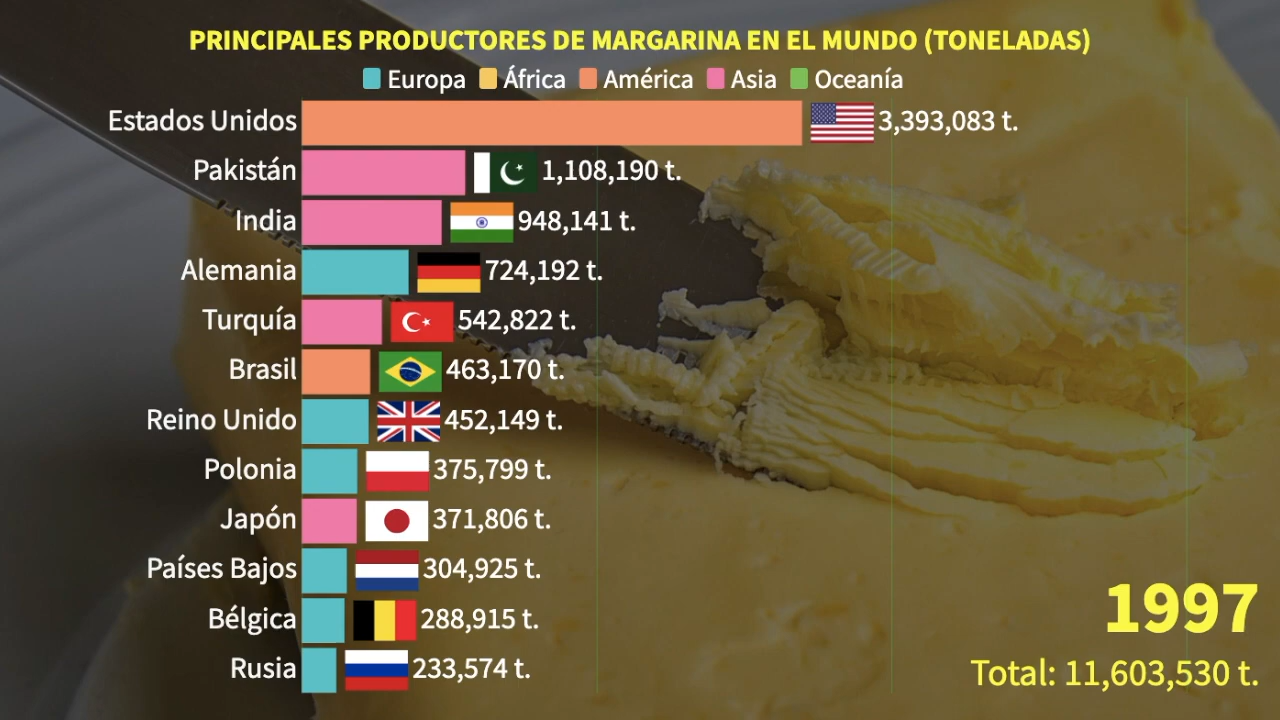 PRINCIPALES PRODUCTORES DE MARGARINA EN EL MUNDO (TONELADAS)
Europa África América Asia Oceanía
Estados Unidos 3,393,083 t.
Pakistán 1,108,190 t.
India 948,141 t.
Alemania 724,192 t.
Turquía 542,822 t.
Brasil 463,170 t.
Reino Unido 452,149 t.
Polonia 375,799 t.
Japón 371,806 t.
Países Bajos 304,925 t.
Bélgica 288,915 t.
Rusia 233,574 t.
1997
Total: 11,603,530 t.